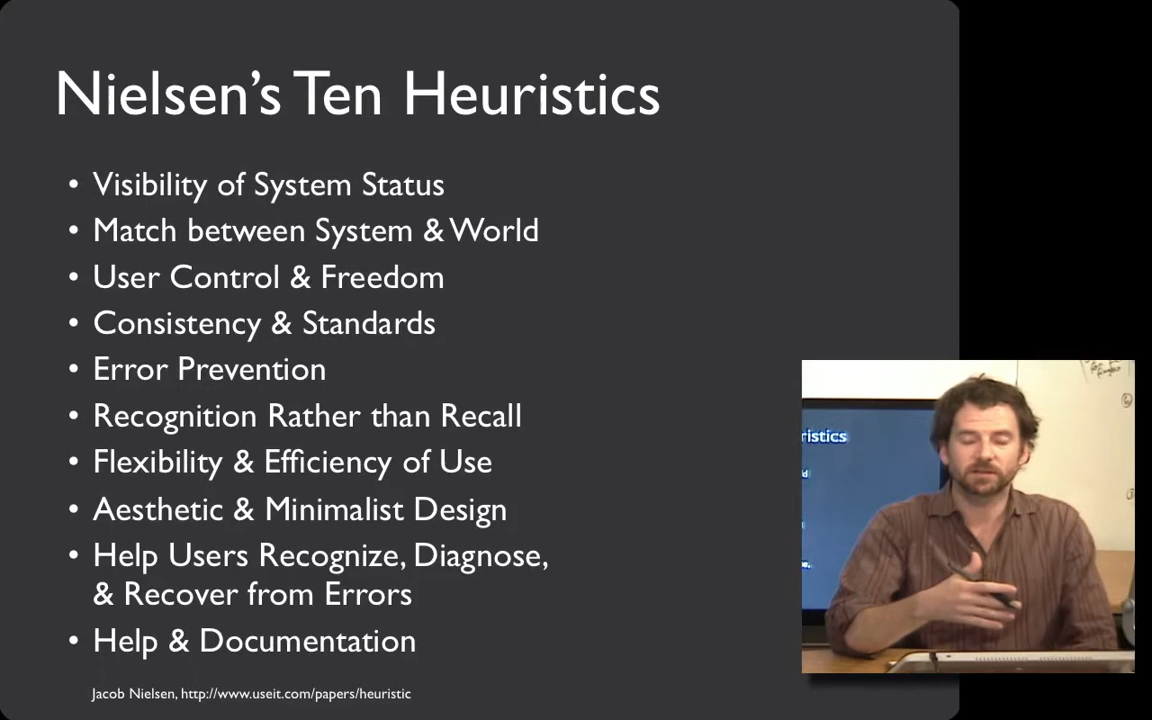 Nielsen's Ten Heuristics
• Visibility of System Status
• Match between System & World
• User Control & Freedom
• Consistency & Standards
• Error Prevention
• Recognition Rather than Recall
• Flexibility & Efficiency of Use
• Aesthetic & Minimalist Design
• Help Users Recognize, Diagnose,
& Recover from Errors
• Help & Documentation
Jacob Nielsen, http://www.useit.com/papers/heuristic
ristics